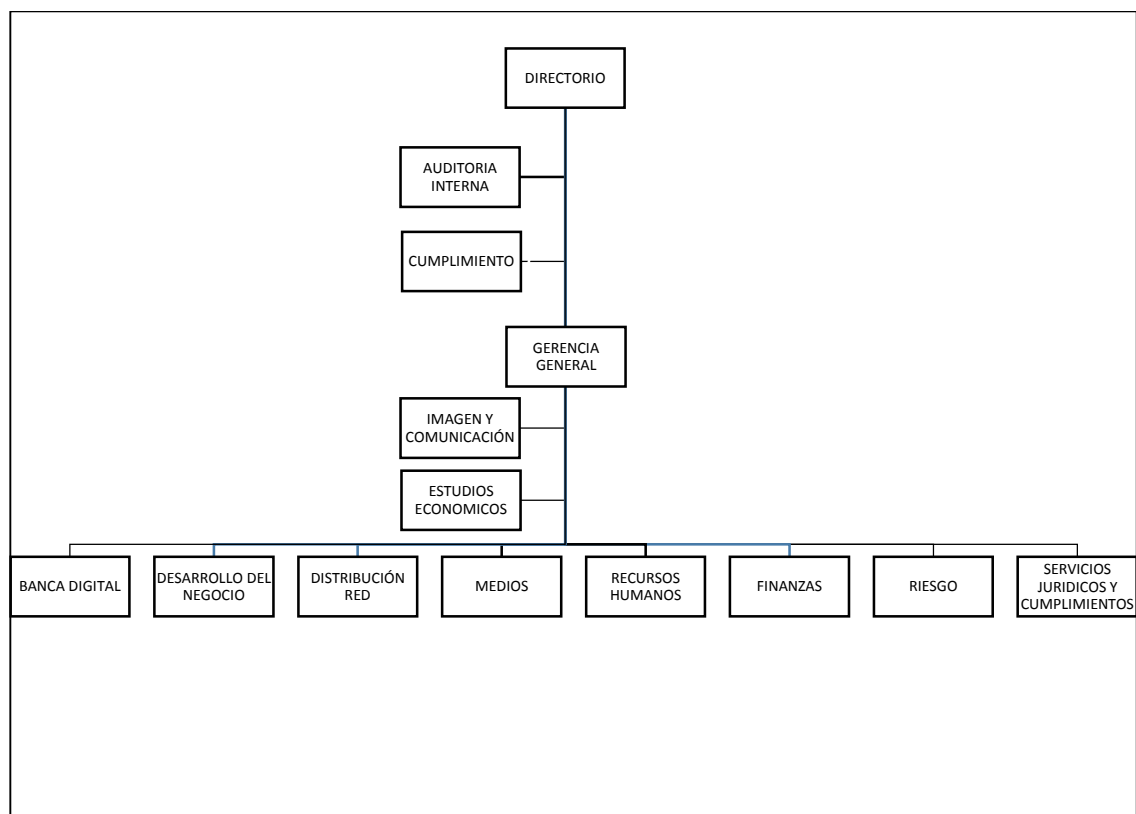 DIRECTORIO
AUDITORIA
INTERNA
CUMPLIMIENTO
GERENCIA
GENERAL
IMAGEN Y
COMUNICACIÓN
ESTUDIOS
ECONOMICOS
BANCA DIGITAL
DESARROLLO DEL
NEGOCIO
DISTRIBUCIÓN
RED
MEDIOS
RECURSOS
HUMANOS
FINANZAS
RIESGO
SERVICIOS
JURIDICOS Y
CUMPLIMIENTOS